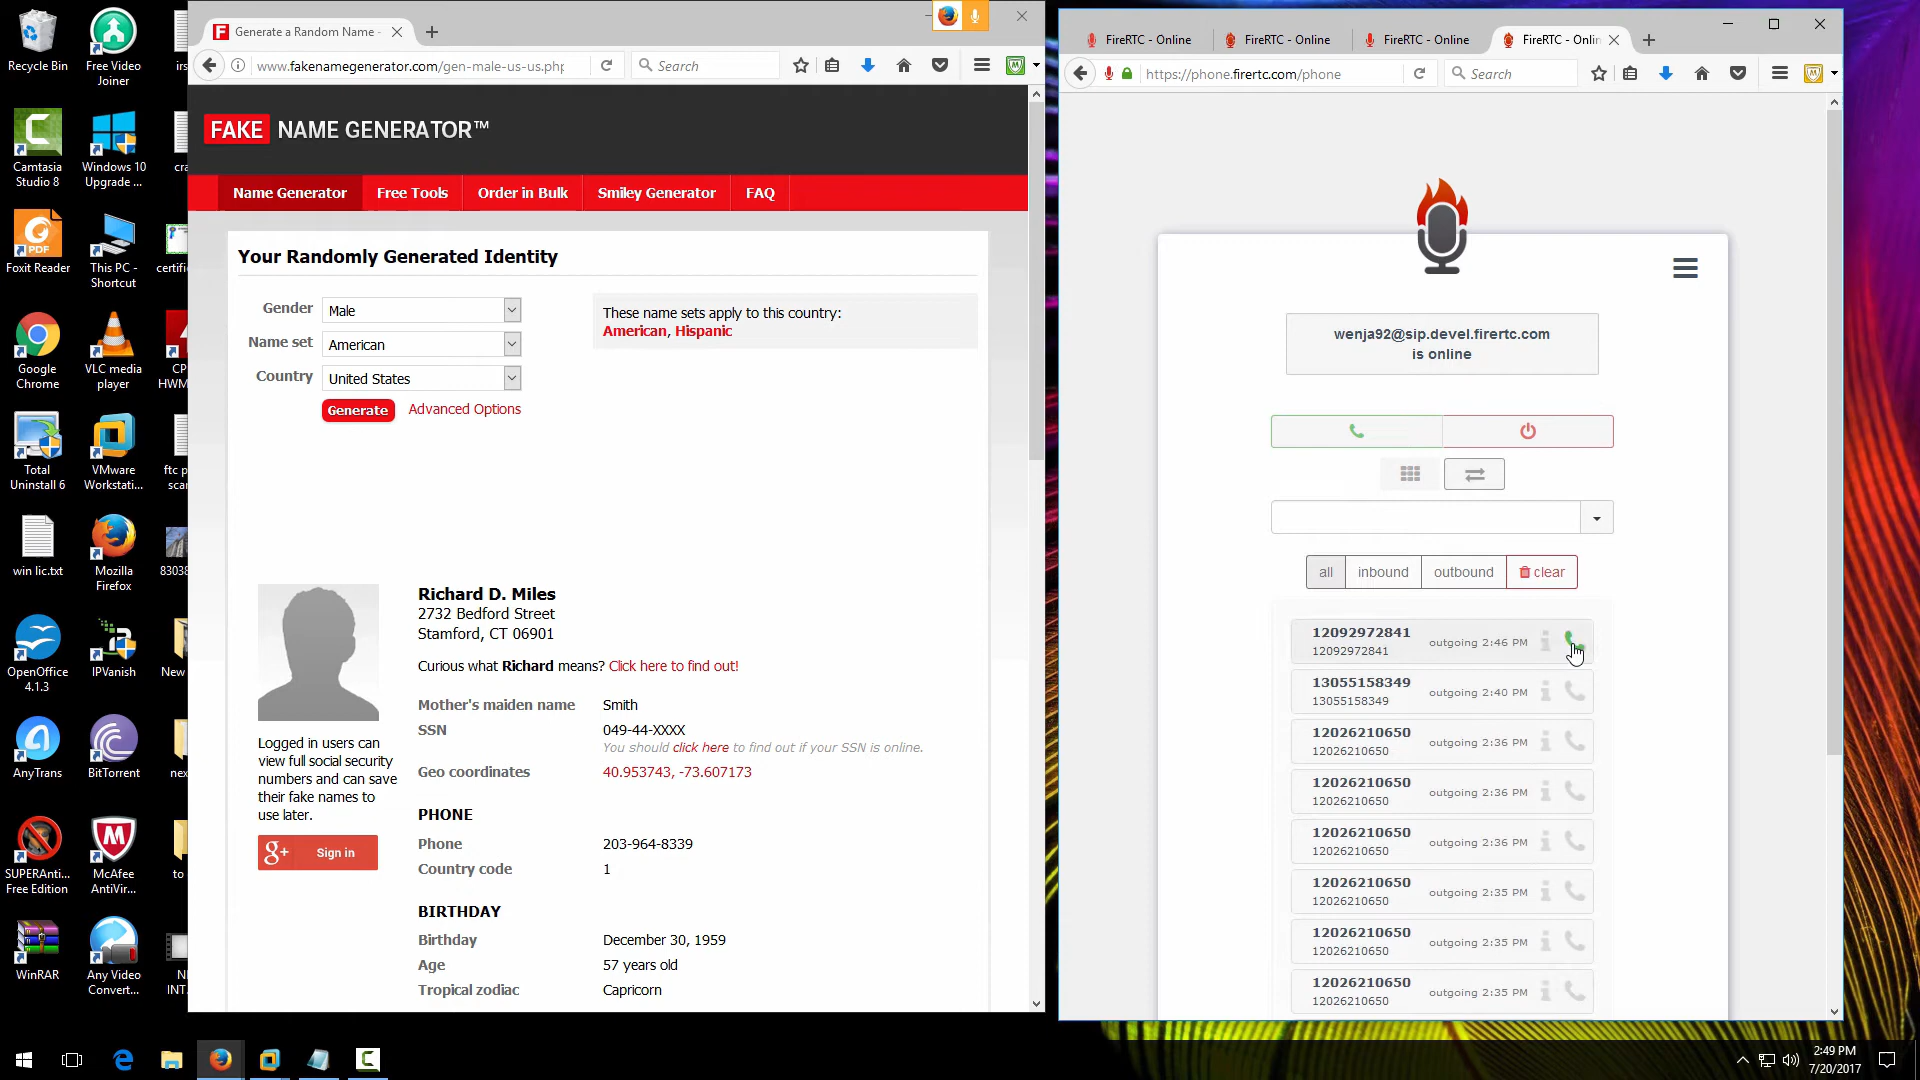 Recycle Bin
Free Video
Joiner
irs
Camtasia
Studio 8
Windows 10
Upgrade ...
cra
Foxit Reader
This PC -
Shortcut
certific
Google
Chrome
VLC media
player
CP
HWM
Total
Uninstall 6
VMware
Workstati...
ftc p
scar
win lic.txt
Mozilla
Firefox
83038
OpenOffice
4.1.3
IPVanish
New
AnyTrans
BitTorrent
nex
SUPERAnti...
Free Edition
McAfee
AntiVir...
to
WinRAR
Any Video
Convert...
NI
INT.
Generate a Random Name -
www.fakenamegenerator.com/gen-male-us-us.php
Search
FAKE NAME GENERATOR™
Name Generator
Free Tools
Order in Bulk
Smiley Generator
FAQ
Your Randomly Generated Identity
Gender
Male
Name set
American
Country
United States
Generate
Advanced Options
These name sets apply to this country:
American, Hispanic
Richard D. Miles
2732 Bedford Street
Stamford, CT 06901
Curious what Richard means? Click here to find out!
Mother's maiden name Smith
SSN 049-44-XXXX
You should click here to find out if your SSN is online.
Geo coordinates 40.953743, -73.607173
Logged in users can
view full social security
numbers and can save
their fake names to
use later.
g+ Sign in
PHONE
Phone 203-964-8339
Country code 1
BIRTHDAY
Birthday December 30, 1959
Age 57 years old
Tropical zodiac Capricorn
FireRTC - Online
FireRTC - Online
FireRTC - Online
FireRTC - Onlin
https://phone.firertc.com/phone
Search
wenja92@sip.devel.firertc.com
is online
all
inbound
outbound
clear
12092972841
12092972841
outgoing 2:46 PM
13055158349
13055158349
outgoing 2:40 PM
12026210650
12026210650
outgoing 2:36 PM
12026210650
12026210650
outgoing 2:36 PM
12026210650
12026210650
outgoing 2:36 PM
12026210650
12026210650
outgoing 2:35 PM
12026210650
12026210650
outgoing 2:35 PM
12026210650
12026210650
outgoing 2:35 PM
2:49 PM
7/20/2017